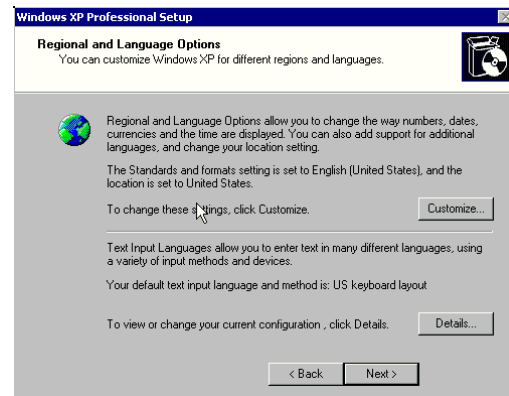 Windows XP Professional Setup
Regional and Language Options
You can customize Windows XP for different regions and languages.
Regional and Language Options allow you to change the way numbers, dates,
currencies and the time are displayed. You can also add support for additional
languages, and change your location setting.
The Standards and formats setting is set to English (United States), and the
location is set to United States.
To change these settings, click Customize.
Customize...
Text Input Languages allow you to enter text in many different languages, using
a variety of input methods and devices.
Your default text input language and method is: US keyboard layout
To view or change your current configuration , click Details.
Details...
< Back
Next >